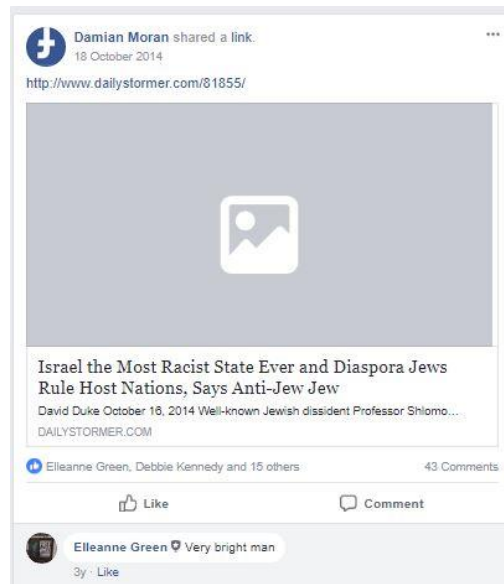 Damian Moran shared a link.
18 October 2014
http://www.dailystormer.com/81855/
Israel the Most Racist State Ever and Diaspora Jews
Rule Host Nations, Says Anti-Jew Jew
David Duke October 16, 2014 Well-known Jewish dissident Professor Shlomo...
DAILYSTORMER.COM
Elleanne Green, Debbie Kennedy and 15 others 43 Comments
Like Comment
Elleanne Green Very bright man
3y · Like